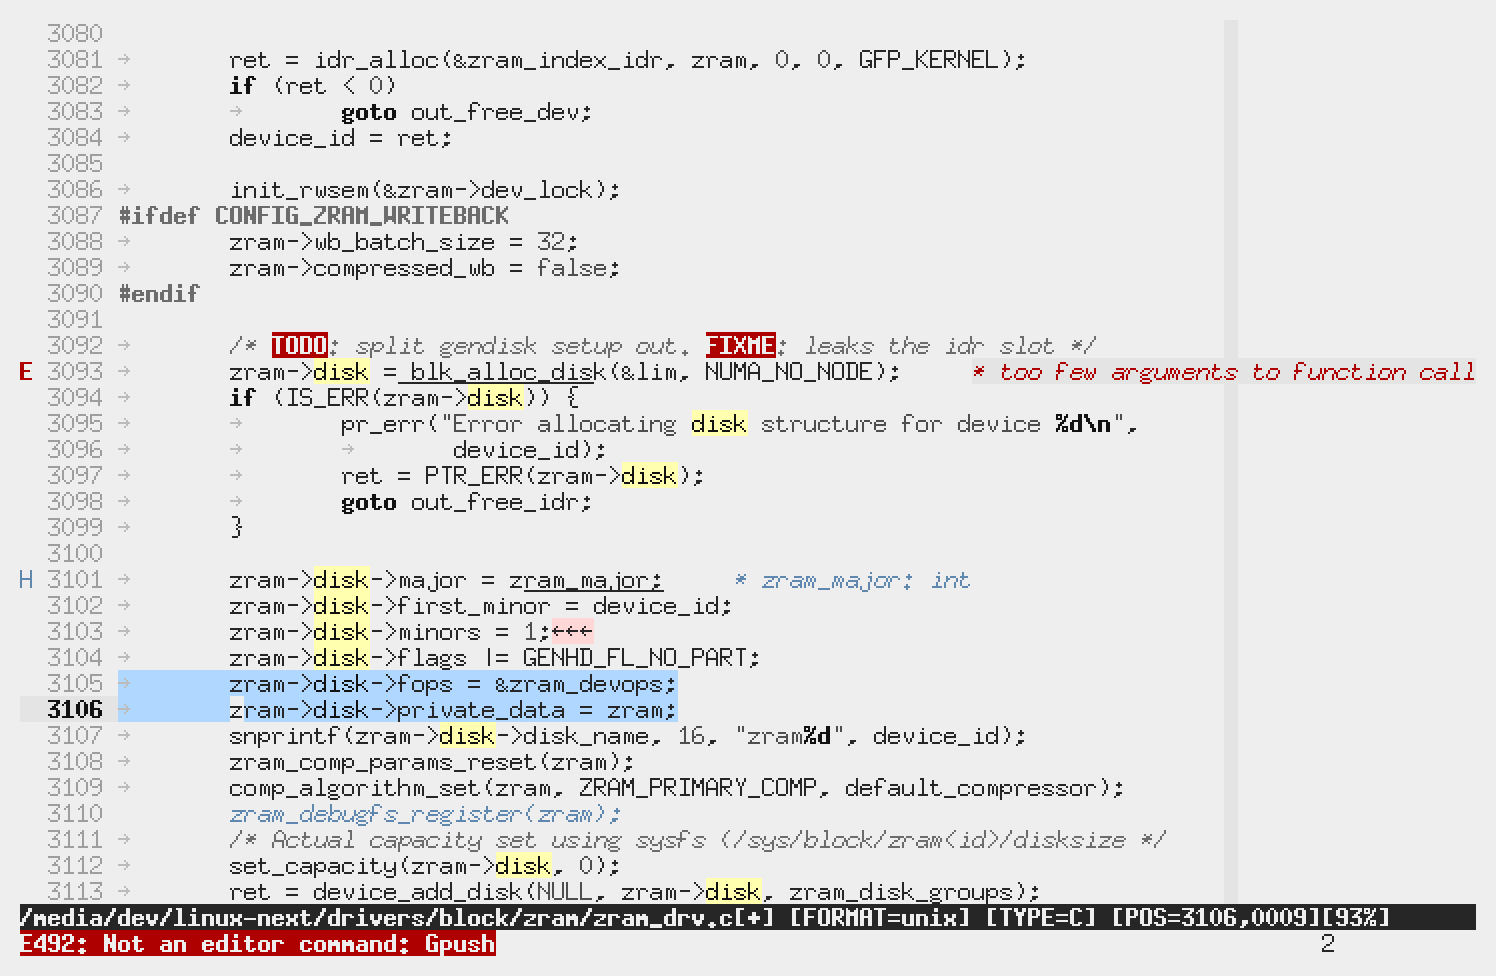 3080
3081 →       ret = idr_alloc(&zram_index_idr, zram, 0, 0, GFP_KERNEL);
3082 →       if (ret < 0)
3083 →       →       goto out_free_dev;
3084 →       device_id = ret;
3085
3086 →       init_rwsem(&zram->dev_lock);
3087 #ifdef CONFIG_ZRAM_WRITEBACK
3088 →       zram->wb_batch_size = 32;
3089 →       zram->compressed_wb = false;
3090 #endif
3091
3092 →       /* TODO: split gendisk setup out. FIXME: leaks the idr slot */
E 3093 →       zram->disk = blk_alloc_disk(&lim, NUMA_NO_NODE);     * too few arguments to function call
3094 →       if (IS_ERR(zram->disk)) {
3095 →       →       pr_err("Error allocating disk structure for device %d\n",
3096 →       →       →       device_id);
3097 →       →       ret = PTR_ERR(zram->disk);
3098 →       →       goto out_free_idr;
3099 →       }
3100
H 3101 →       zram->disk->major = zram_major;     * zram_major: int
3102 →       zram->disk->first_minor = device_id;
3103 →       zram->disk->minors = 1;←←←
3104 →       zram->disk->flags |= GENHD_FL_NO_PART;
3105 →       zram->disk->fops = &zram_devops;
3106 →       zram->disk->private_data = zram;
3107 →       snprintf(zram->disk->disk_name, 16, "zram%d", device_id);
3108 →       zram_comp_params_reset(zram);
3109 →       comp_algorithm_set(zram, ZRAM_PRIMARY_COMP, default_compressor);
3110         zram_debugfs_register(zram);
3111 →       /* Actual capacity set using sysfs (/sys/block/zram<id>/disksize */
3112 →       set_capacity(zram->disk, 0);
3113 →       ret = device_add_disk(NULL, zram->disk, zram_disk_groups);
/media/dev/linux-next/drivers/block/zram/zram_drv.c[+] [FORMAT=unix] [TYPE=C] [POS=3106,0009][93%]
E492: Not an editor command: Gpush     2